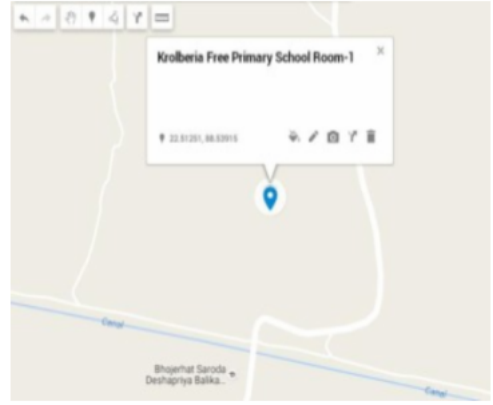 Krolberia Free Primary School Room-1
Canal
Bhojerhat Saroda
Deshapriya Balika..
Canal